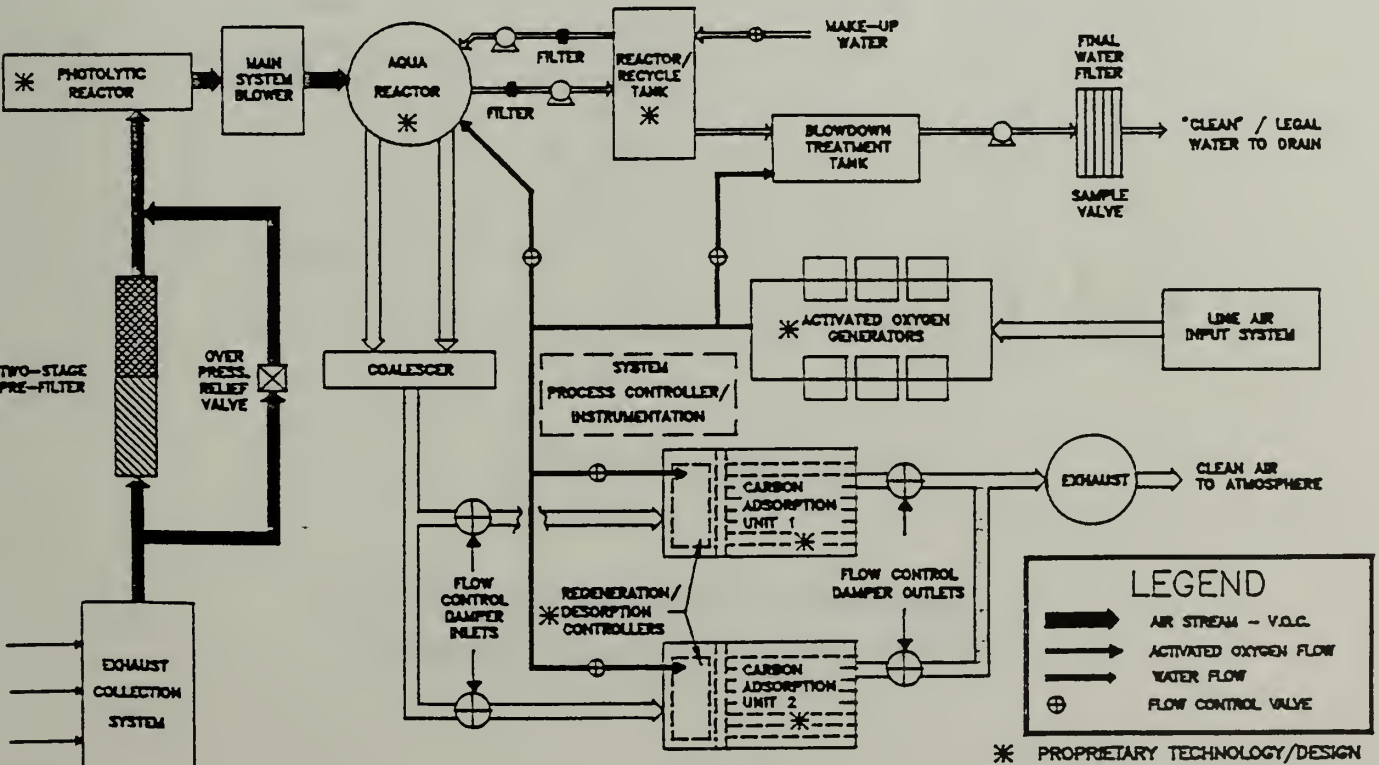 PHOTOLYTIC
REACTOR
MAIN
SYSTEM
BLOWER
AQUA
REACTOR
FILTER
FILTER
REACTOR/
RECYCLE
TANK
MAKE-UP
WATER
FINAL
WATER
FILTER
BLOWDOWN
TREATMENT
TANK
"CLEAN" / LEGAL
WATER TO DRAIN
SAMPLE
VALVE
ACTIVATED OXYGEN
GENERATORS
INPUT SYSTEM
TWO-STAGE
PRE-FILTER
OVER
PRESS.
RELIEF
VALVE
COALESCER
SYSTEM
PROCESS CONTROLLER/
INSTRUMENTATION
CARBON
ADSORPTION
UNIT 1
EXHAUST
CLEAN AIR
TO ATMOSPHERE
FLOW
CONTROL
DAMPER
INLETS
REGENERATION/
DESORPTION
CONTROLLERS
FLOW CONTROL
DAMPER OUTLETS
CARBON
ADSORPTION
UNIT 2
EXHAUST
COLLECTION
SYSTEM
LEGEND
AIR STREAM - V.O.C.
ACTIVATED OXYGEN FLOW
WATER FLOW
FLOW CONTROL VALVE
PROPRIETARY TECHNOLOGY/DESIGN